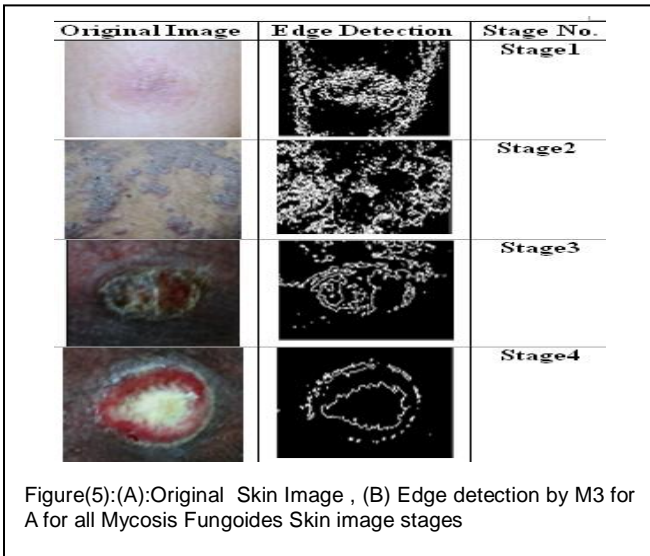 Original Image Edge Detection Stage No.
Stage1
Stage2
Stage3
Stage4
Figure(5):(A):Original Skin Image , (B) Edge detection by M3 for
A for all Mycosis Fungoides Skin image stages